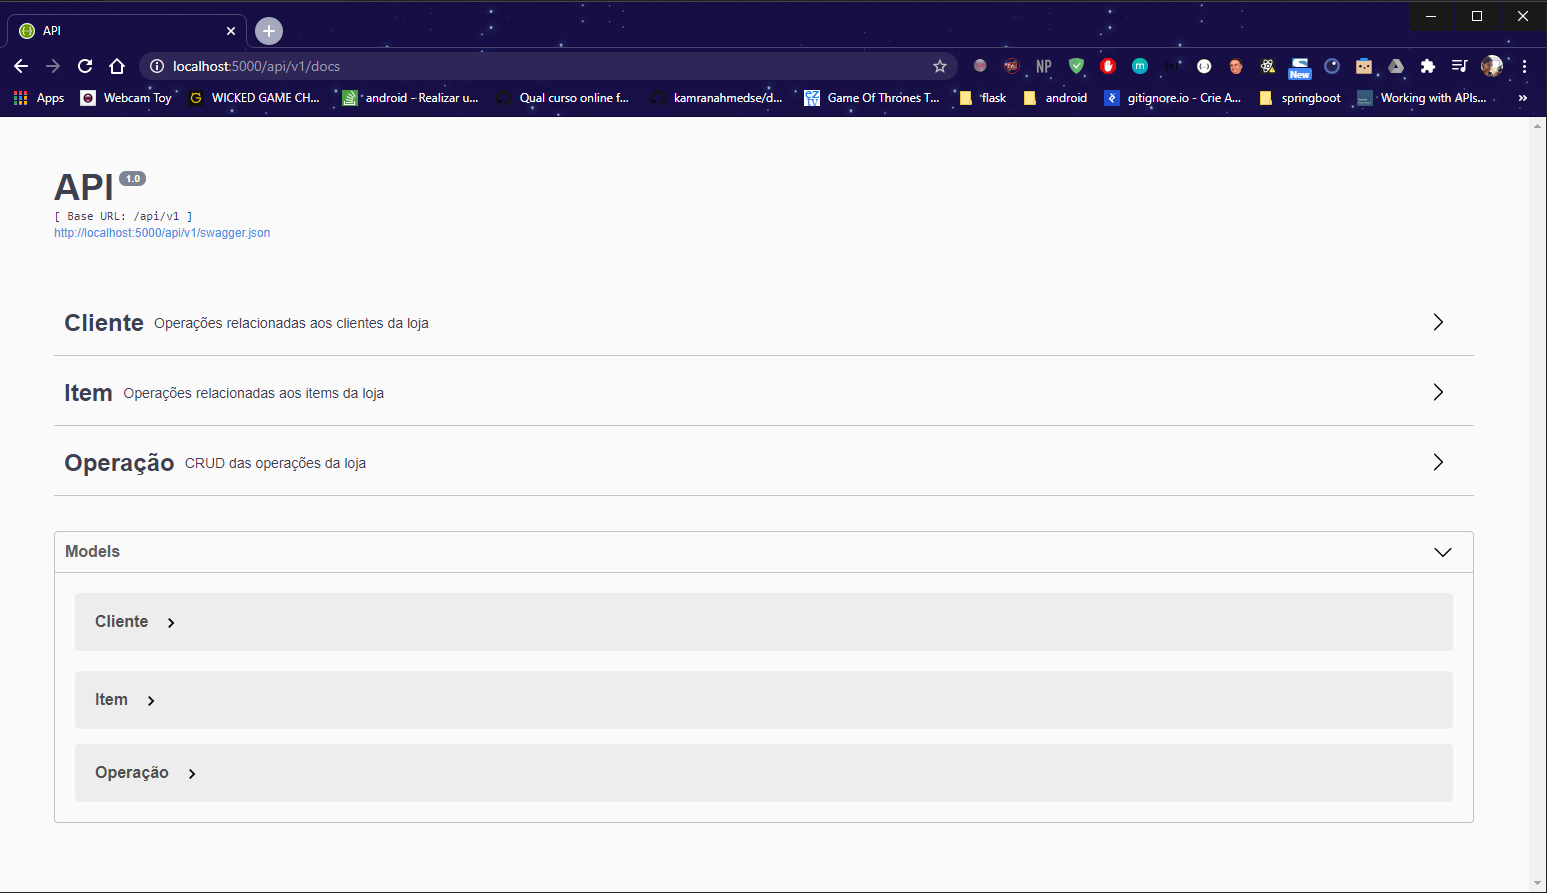 API
localhost:5000/api/v1/docs
NP
m
New
Apps
Webcam Toy
WICKED GAME CH...
android - Realizar u...
Qual curso online f...
kamranahmedse/d...
Game Of Thrones T...
flask
android
gitignore.io - Crie A...
springboot
Working with APIs...
API 1.0
[ Base URL: /api/v1 ]
http://localhost:5000/api/v1/swagger.json
Cliente Operações relacionadas aos clientes da loja
Item Operações relacionadas aos items da loja
Operação CRUD das operações da loja
Models
Cliente
Item
Operação